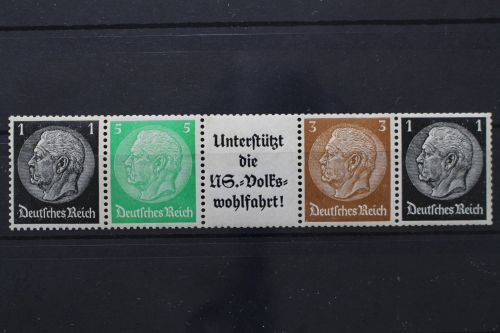 1 1
Deutsches Reich
5 5
Deutsches Reich
Unterstützt
die
NS.-Volks-
wohlfahrt!
3 3
Deutsches Reich
1 1
Deutsches Reich